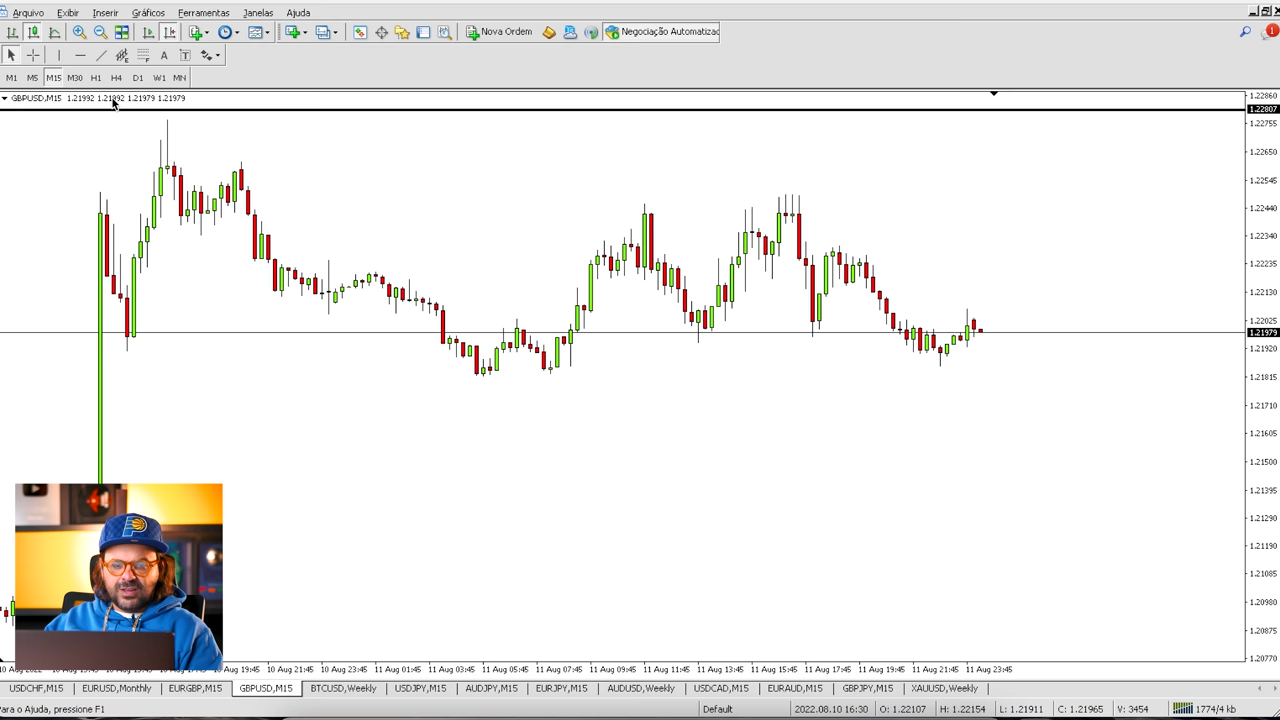 Arquivo Exibir Inserir Gráficos Ferramentas Janelas Ajuda
Nova Ordem Negociação Automatizac 1
A T
M1 M5 M15 M30 H1 H4 D1 W1 MN
GBPUSD,M15 1.21992 1.21992 1.21979 1.21979
1.22860
1.22807
1.22755
1.22650
1.22545
1.22440
1.22340
1.22235
1.22130
1.22025
1.21979
1.21920
1.21815
1.21710
1.21605
1.21500
1.21395
1.21290
1.21190
1.21085
1.20980
1.20875
1.20770
10 Aug 2022 10 Aug 19:45 10 Aug 21:45 10 Aug 23:45 11 Aug 01:45 11 Aug 03:45 11 Aug 05:45 11 Aug 07:45 11 Aug 09:45 11 Aug 11:45 11 Aug 13:45 11 Aug 15:45 11 Aug 17:45 11 Aug 19:45 11 Aug 21:45 11 Aug 23:45
USDCHF,M15 EURUSD,Monthly EURGBP,M15 GBPUSD,M15 BTCUSD,Weekly USDJPY,M15 AUDJPY,M15 EURJPY,M15 AUDUSD,Weekly USDCAD,M15 EURAUD,M15 GBPJPY,M15 XAUUSD,Weekly
Para o Ajuda, pressione F1 Default 2022.08.10 16:30 O: 1.22107 H: 1.22154 L: 1.21911 C: 1.21965 V: 3454 1774/4 kb